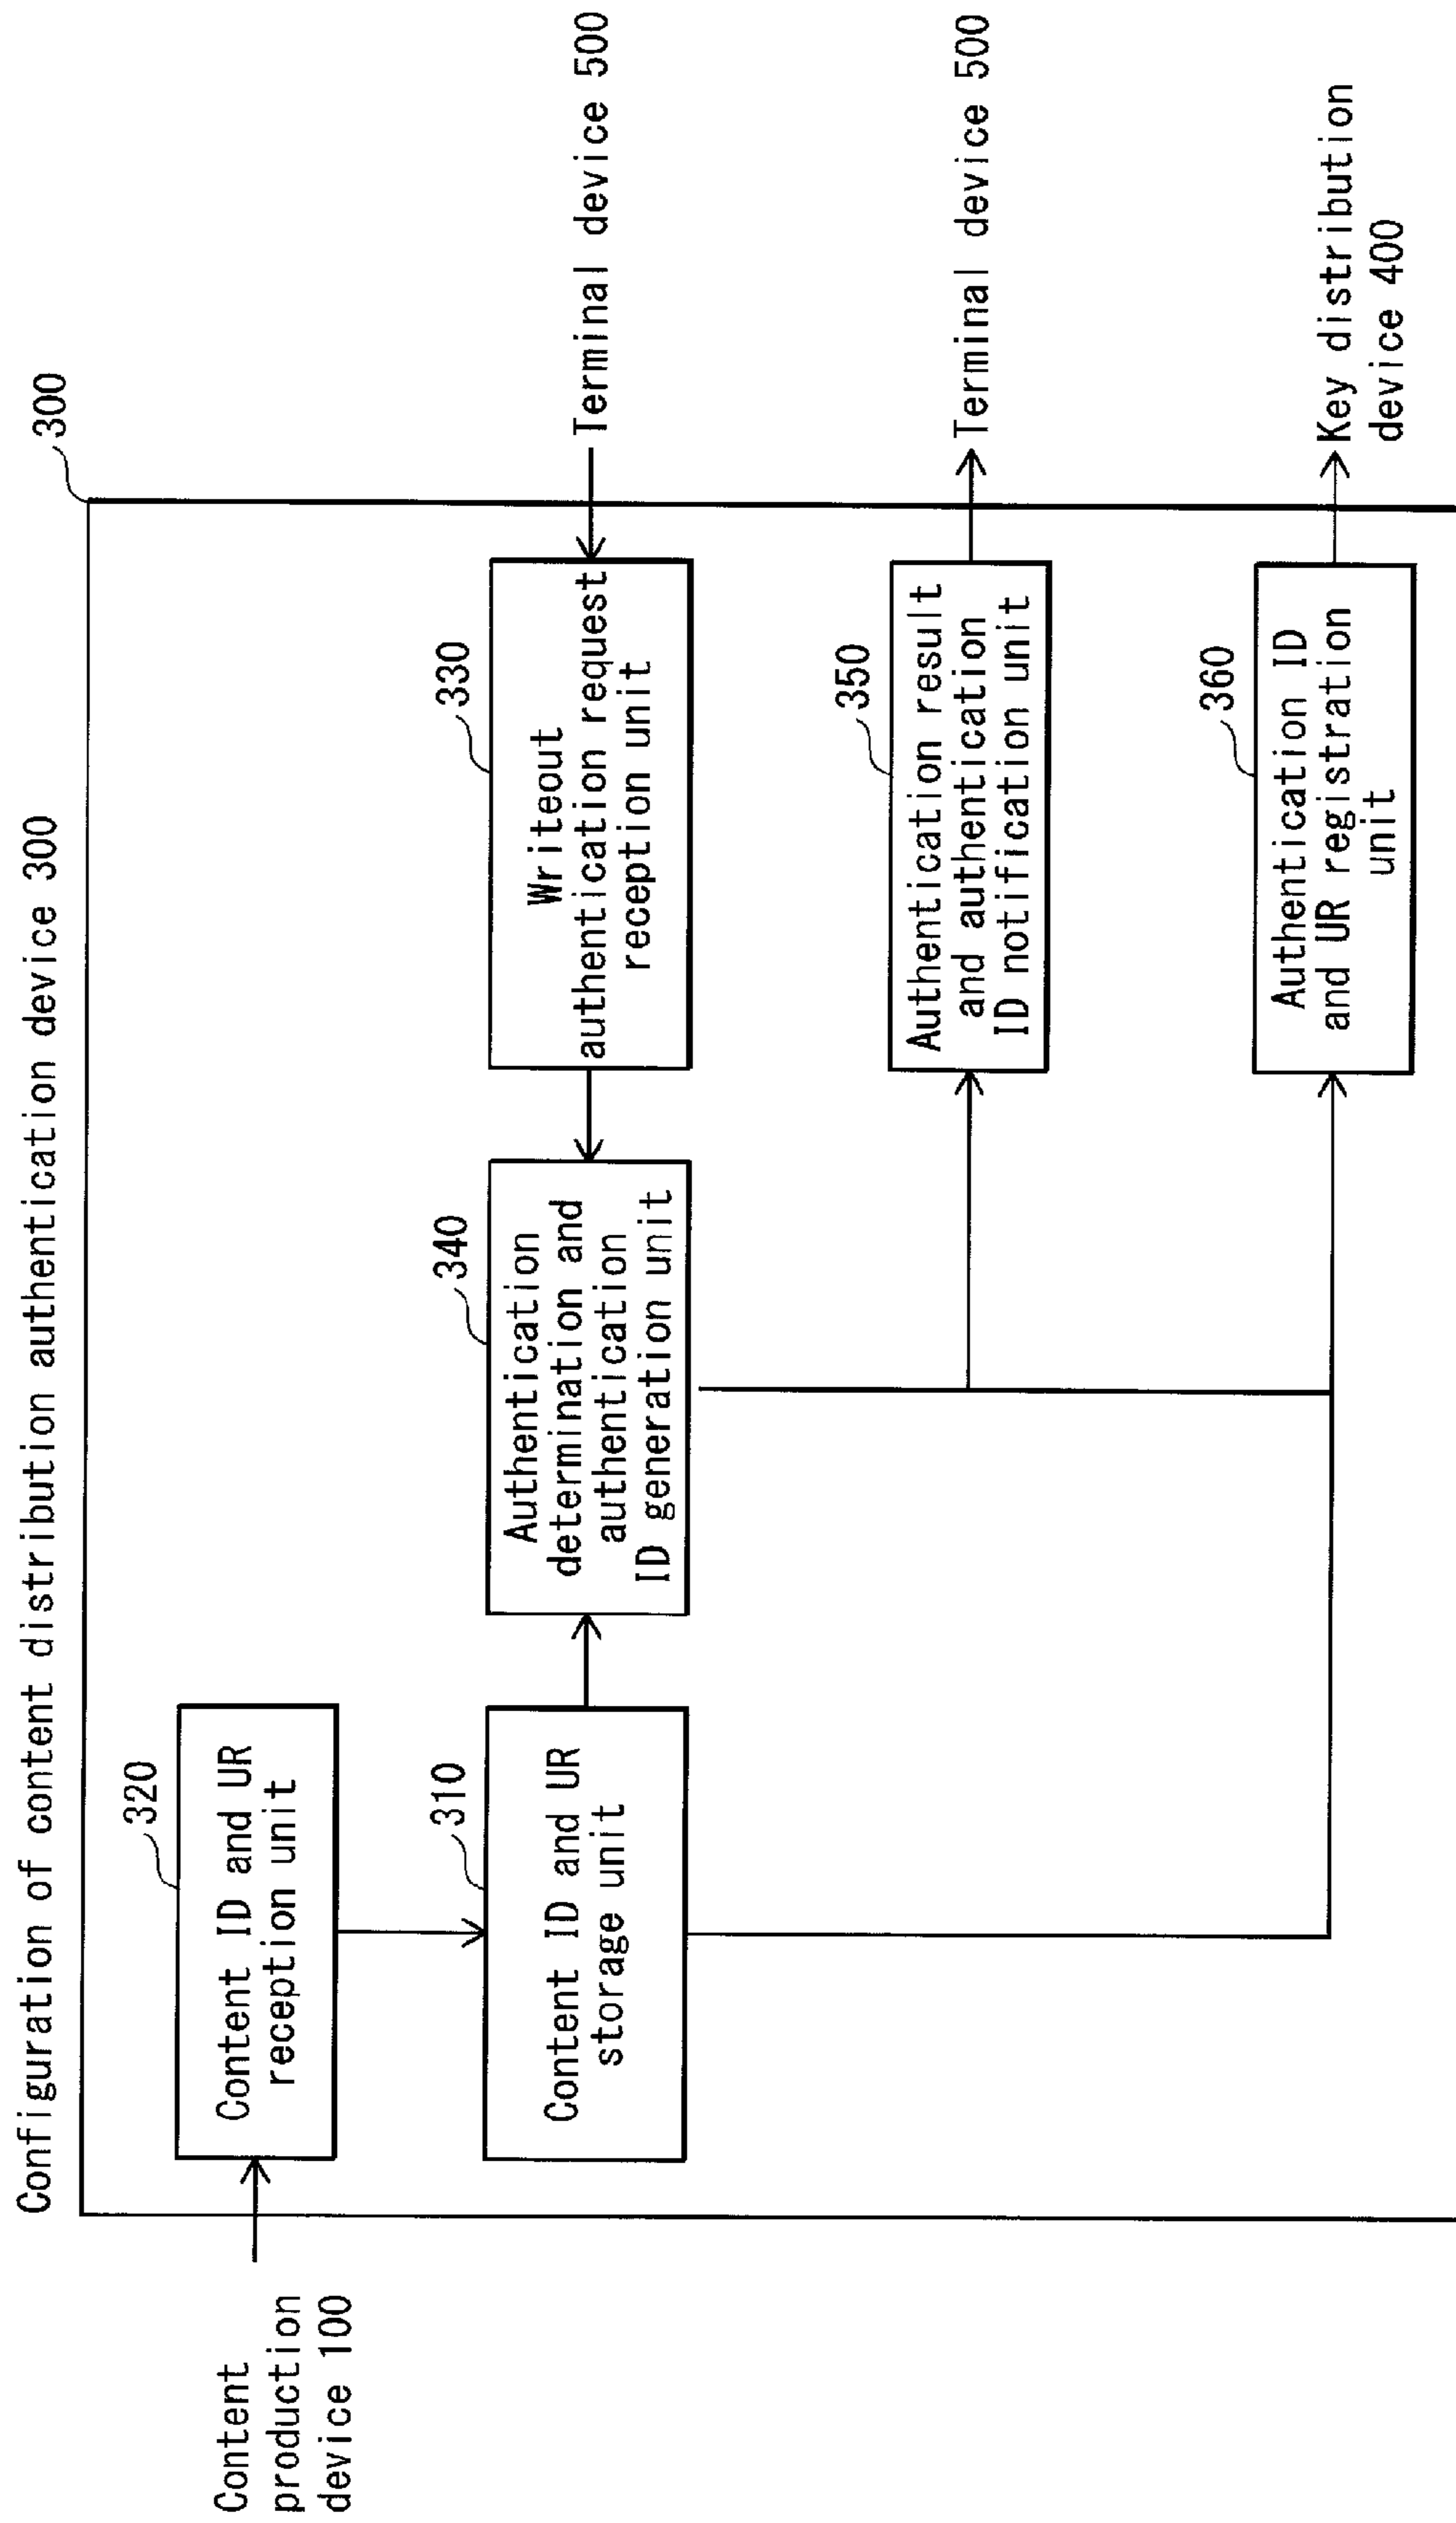 Configuration of content distribution authentication device 300
300
Content
production
device 100
320
Content ID and UR
reception unit
310
Content ID and UR
storage unit
340
Authentication
determination and
authentication
ID generation unit
330
Writeout
authentication request
reception unit
Terminal device 500
350
Authentication result
and authentication
ID notification unit
Terminal device 500
360
Authentication ID
and UR registration
unit
Key distribution
device 400